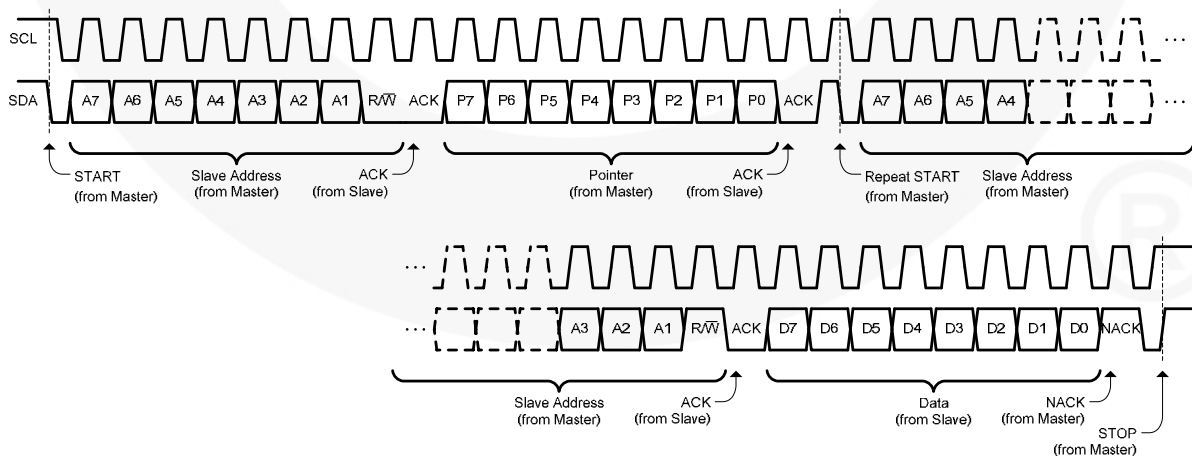 SCL
SDA A7 A6 A5 A4 A3 A2 A1 R/W̅ ACK P7 P6 P5 P4 P3 P2 P1 P0 ACK A7 A6 A5 A4 ...
START
(from Master)
Slave Address
(from Master)
ACK
(from Slave)
Pointer
(from Master)
ACK
(from Slave)
Repeat START
(from Master)
Slave Address
(from Master)
... A3 A2 A1 R/W̅ ACK D7 D6 D5 D4 D3 D2 D1 D0 NACK
Slave Address
(from Master)
ACK
(from Slave)
Data
(from Slave)
NACK
(from Master)
STOP
(from Master)
®